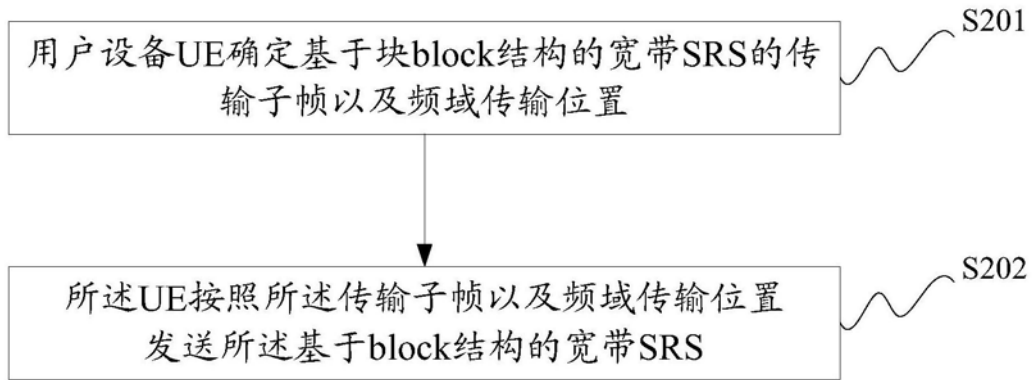 用户设备UE确定基于块block结构的宽带SRS的传
输子帧以及频域传输位置
S201
所述UE按照所述传输子帧以及频域传输位置
发送所述基于block结构的宽带SRS
S202